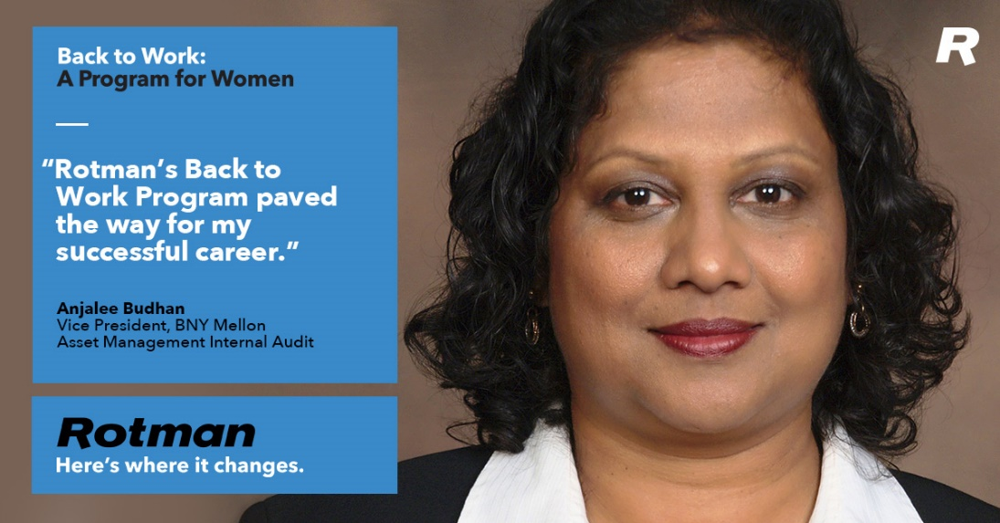 Back to Work:
A Program for Women
“Rotman’s Back to
Work Program paved
the way for my
successful career.”
Anjalee Budhan
Vice President, BNY Mellon
Asset Management Internal Audit
Rotman
Here’s where it changes.
R